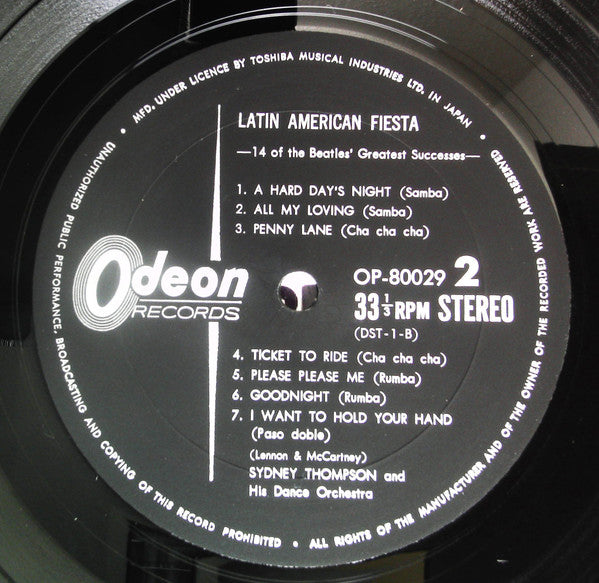 • MFD. UNDER LICENCE BY TOSHIBA MUSICAL INDUSTRIES LTD. IN JAPAN •
LATIN AMERICAN FIESTA
—14 of the Beatles' Greatest Successes—
1. A HARD DAY'S NIGHT (Samba)
2. ALL MY LOVING (Samba)
3. PENNY LANE (Cha cha cha)
Odeon
RECORDS
OP-80029 2
33 1/3 RPM STEREO
(DST-1-B)
4. TICKET TO RIDE (Cha cha cha)
5. PLEASE PLEASE ME (Rumba)
6. GOODNIGHT (Rumba)
7. I WANT TO HOLD YOUR HAND
(Paso doble)
(Lennon & McCartney)
SYDNEY THOMPSON and
His Dance Orchestra
UNAUTHORIZED PUBLIC PERFORMANCE, BROADCASTING AND COPYING OF THIS RECORD PROHIBITED • ALL RIGHTS OF THE MANUFACTURER AND OF THE OWNER OF THE RECORDED WORK ARE RESERVED